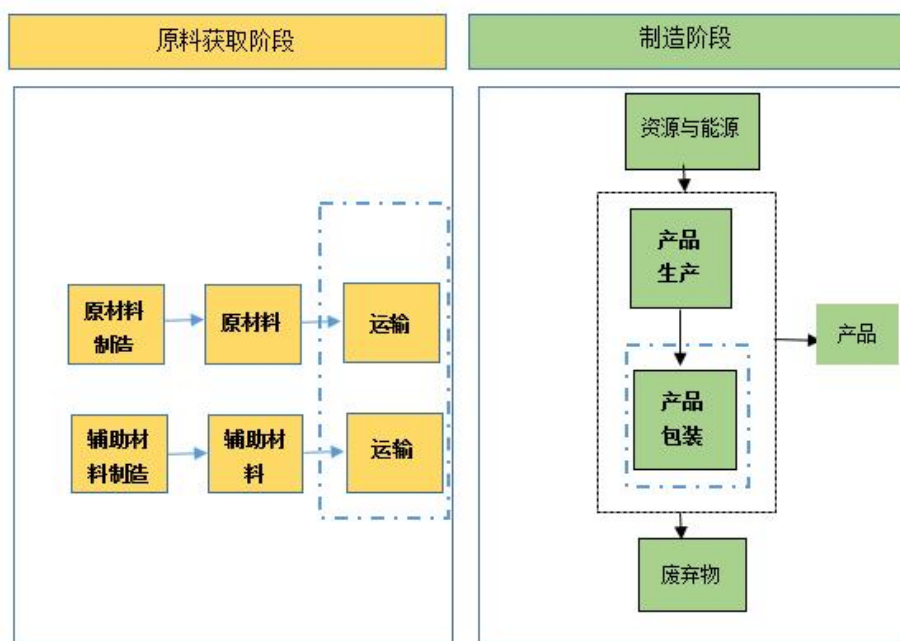 原料获取阶段
制造阶段
原材料
制造
原材料
运输
辅助材
料制造
辅助材
料
运输
资源与能源
产品
生产
产品
包装
产品
废弃物